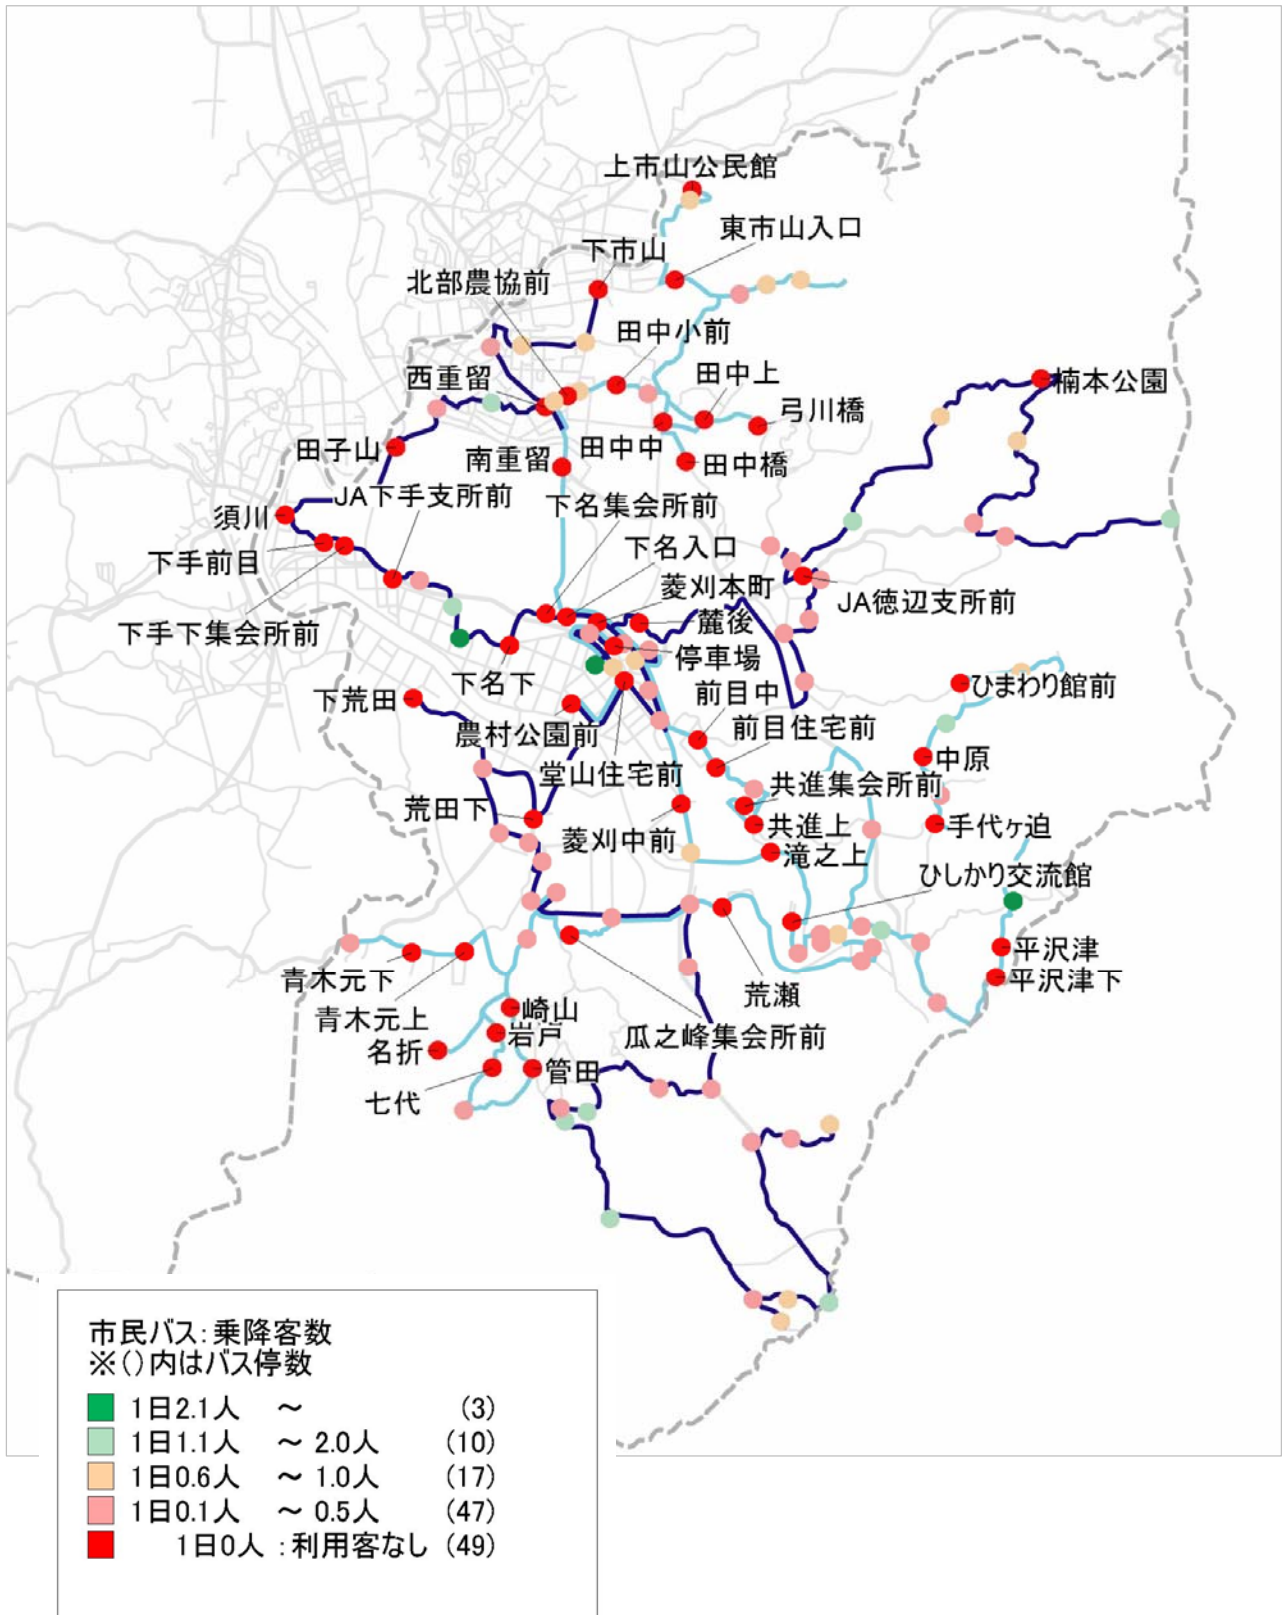 上市山公民館
東市山入口
下市山
北部農協前
田中小前
西重留
田中上
楠本公園
弓川橋
田中中
田子山
南重留
田中橋
JA下手支所前
須川
下名集会所前
下手前目
下名入口
菱刈本町
JA徳辺支所前
下手下集会所前
麓後
停車場
下名下
前目中
ひまわり館前
下荒田
農村公園前
前目住宅前
中原
堂山住宅前
共進集会所前
荒田下
共進上
手代ヶ迫
菱刈中前
滝之上
ひしかり交流館
平沢津
青木元下
平沢津下
荒瀬
青木元上
崎山
岩戸
瓜之峰集会所前
名折
管田
七代
市民バス:乗降客数
※()内はバス停数
1日2.1人 ～ (3)
1日1.1人 ～ 2.0人 (10)
1日0.6人 ～ 1.0人 (17)
1日0.1人 ～ 0.5人 (47)
1日0人 :利用客なし (49)